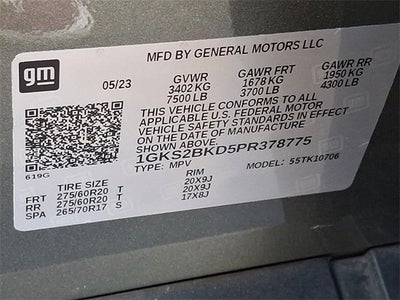 gm
MFD BY GENERAL MOTORS LLC
05/23 GVWR GAWR FRT GAWR RR
3402 KG 1678 KG 1950 KG
7500 LB 3700 LB 4300 LB
THIS VEHICLE CONFORMS TO ALL
APPLICABLE U.S. FEDERAL MOTOR
VEHICLE SAFETY STANDARDS IN EFFECT
ON THE DATE OF MANUFACTURE
SHOWN ABOVE.
1GKS2BKD5PR378775
619G TYPE: MPV MODEL: 55TK10706
TIRE SIZE RIM
FRT 275/60R20 T 20X9J
RR 275/60R20 T 20X9J
SPA 265/70R17 S 17X8J